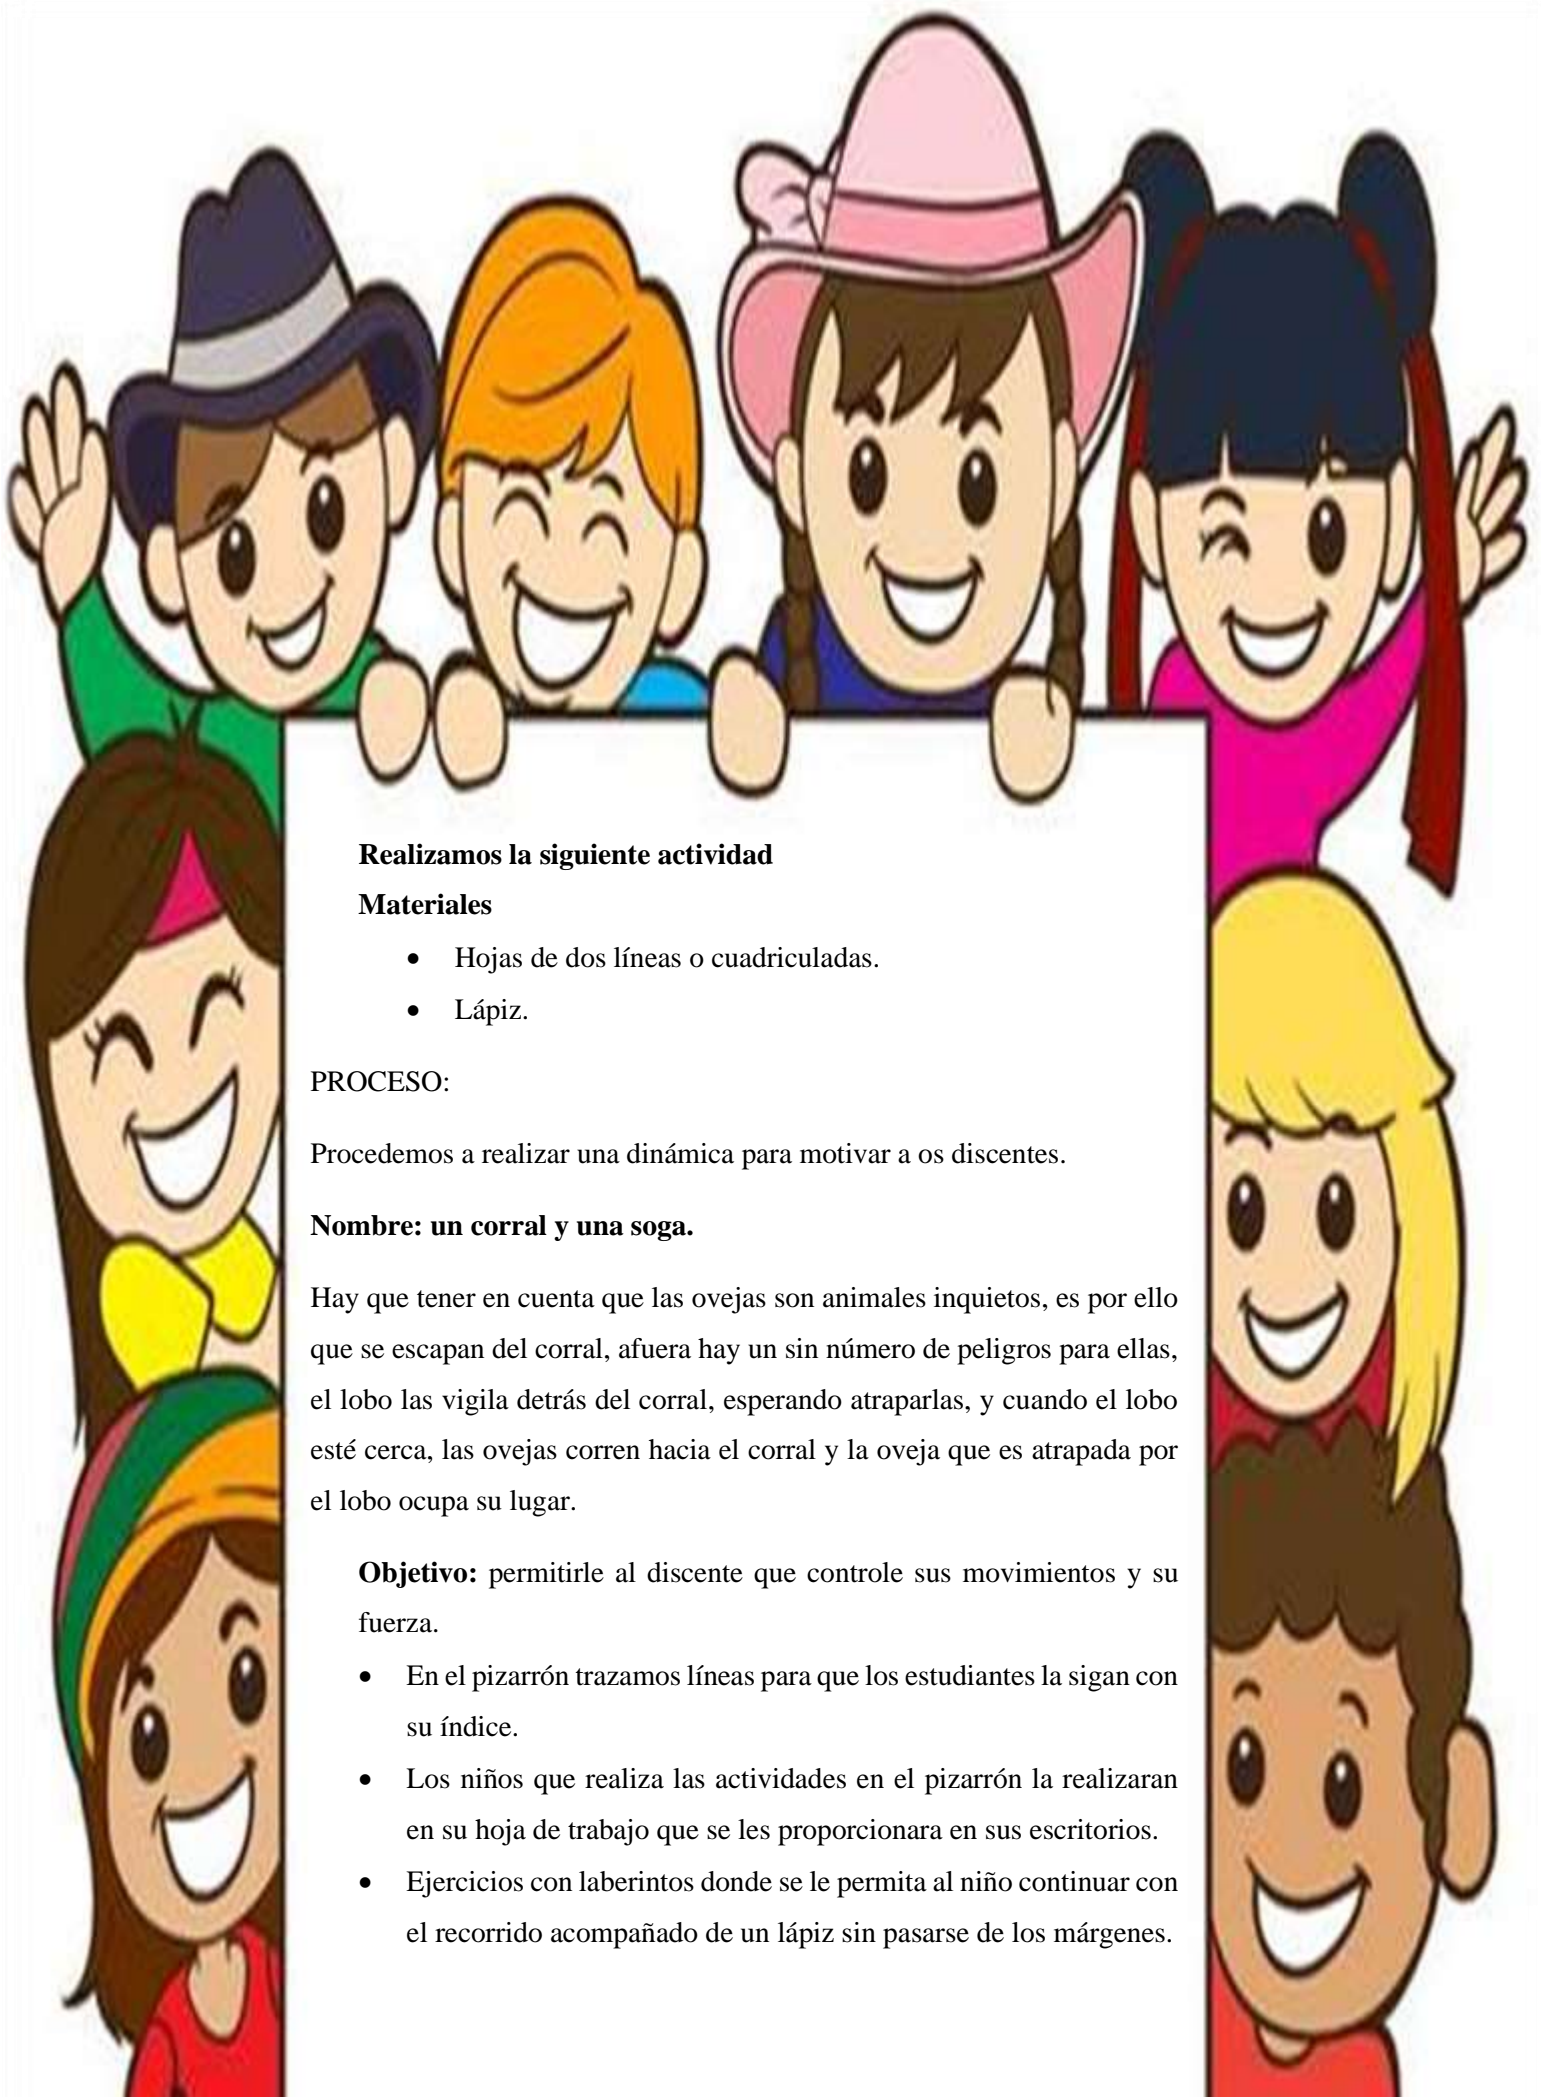 Realizamos la siguiente actividad
Materiales
• Hojas de dos líneas o cuadriculadas.
• Lápiz.
PROCESO:
Procedemos a realizar una dinámica para motivar a os discentes.
Nombre: un corral y una soga.
Hay que tener en cuenta que las ovejas son animales inquietos, es por ello
que se escapan del corral, afuera hay un sin número de peligros para ellas,
el lobo las vigila detrás del corral, esperando atraparlas, y cuando el lobo
esté cerca, las ovejas corren hacia el corral y la oveja que es atrapada por
el lobo ocupa su lugar.
Objetivo: permitirle al discente que controle sus movimientos y su
fuerza.
• En el pizarrón trazamos líneas para que los estudiantes la sigan con
su índice.
• Los niños que realiza las actividades en el pizarrón la realizaran
en su hoja de trabajo que se les proporcionara en sus escritorios.
• Ejercicios con laberintos donde se le permita al niño continuar con
el recorrido acompañado de un lápiz sin pasarse de los márgenes.